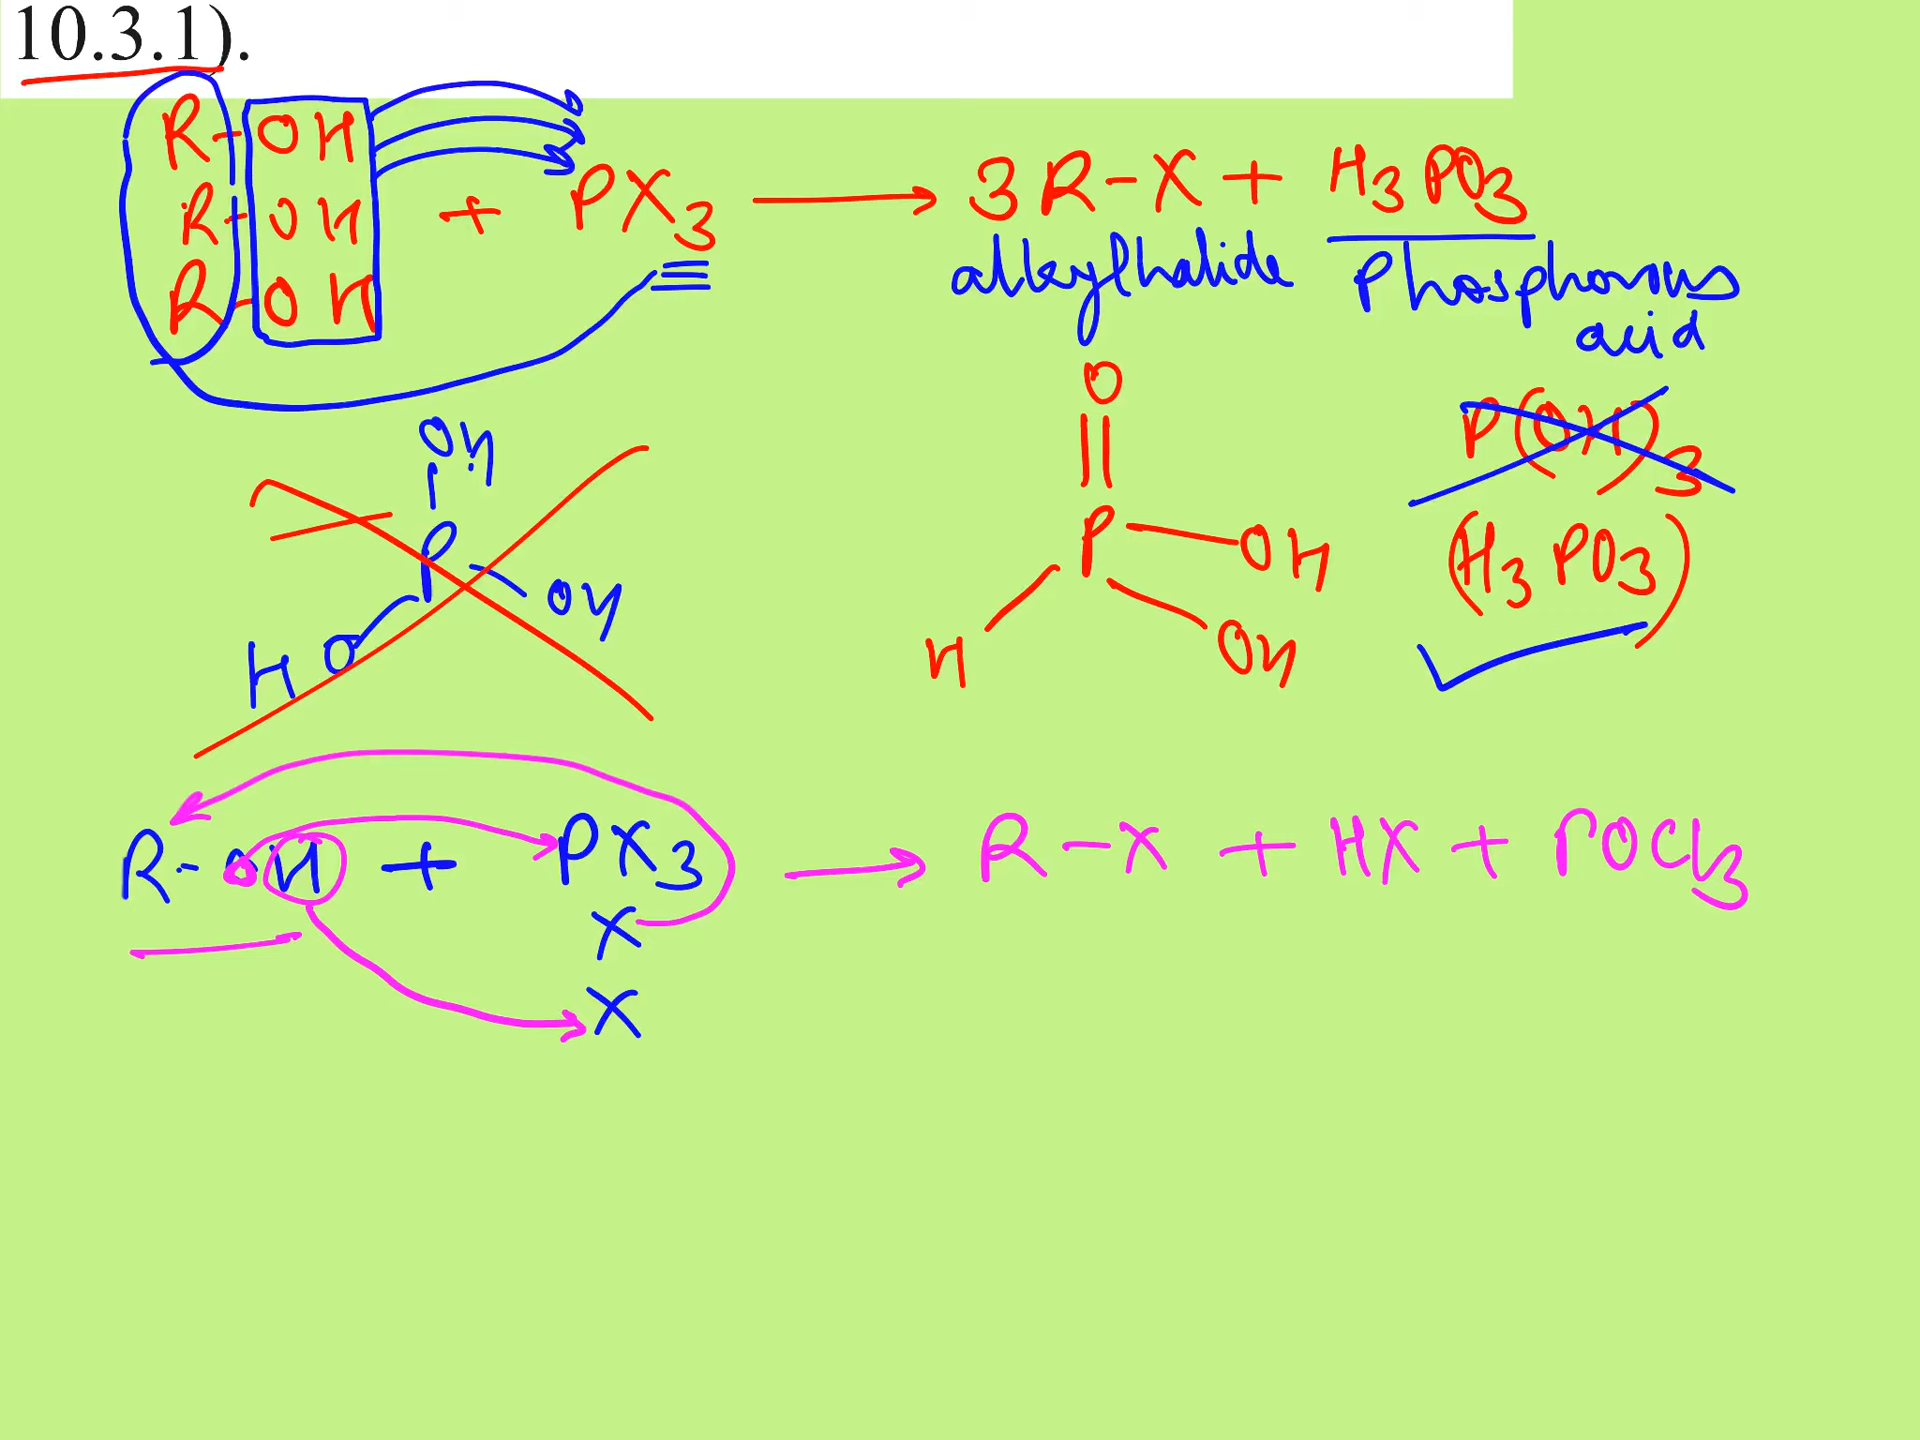 10.3.1).
R-OH
R-OH + PX3 → 3R-X + H3PO3
R-OH
alkylhalide Phosphorous
acid
O
P(OH)3
OH
P OH
P OH
(H3PO3)
HO
H OH
R-OH + PX3 → R-X + HX + POCl3
X
X